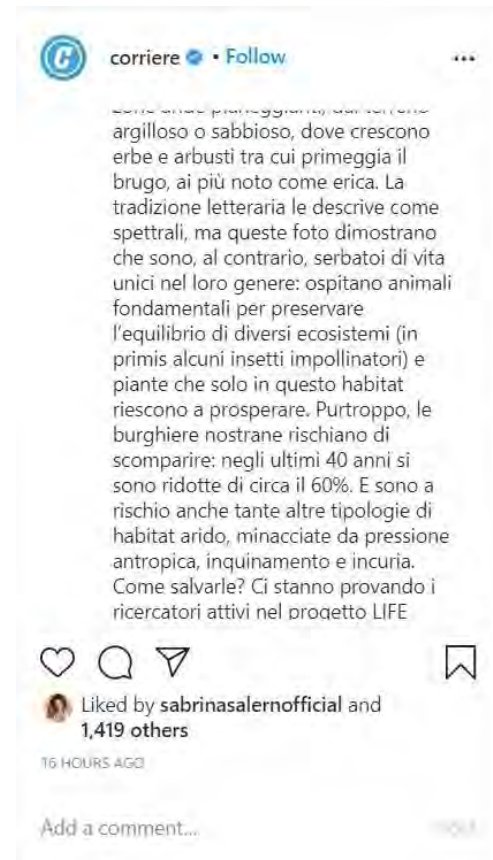 corriere • Follow
argilloso o sabbioso, dove crescono
erbe e arbusti tra cui primeggia il
brugo, ai più noto come erica. La
tradizione letteraria le descrive come
spettrali, ma queste foto dimostrano
che sono, al contrario, serbatoi di vita
unici nel loro genere: ospitano animali
fondamentali per preservare
l'equilibrio di diversi ecosistemi (in
primis alcuni insetti impollinatori) e
piante che solo in questo habitat
riescono a prosperare. Purtroppo, le
burghiere nostrane rischiano di
scomparire: negli ultimi 40 anni si
sono ridotte di circa il 60%. E sono a
rischio anche tante altre tipologie di
habitat arido, minacciate da pressione
antropica, inquinamento e incuria.
Come salvarle? Ci stanno provando i
ricercatori attivi nel progetto LIFE
Liked by sabrinasalernofficial and
1,419 others
16 HOURS AGO
Add a comment...